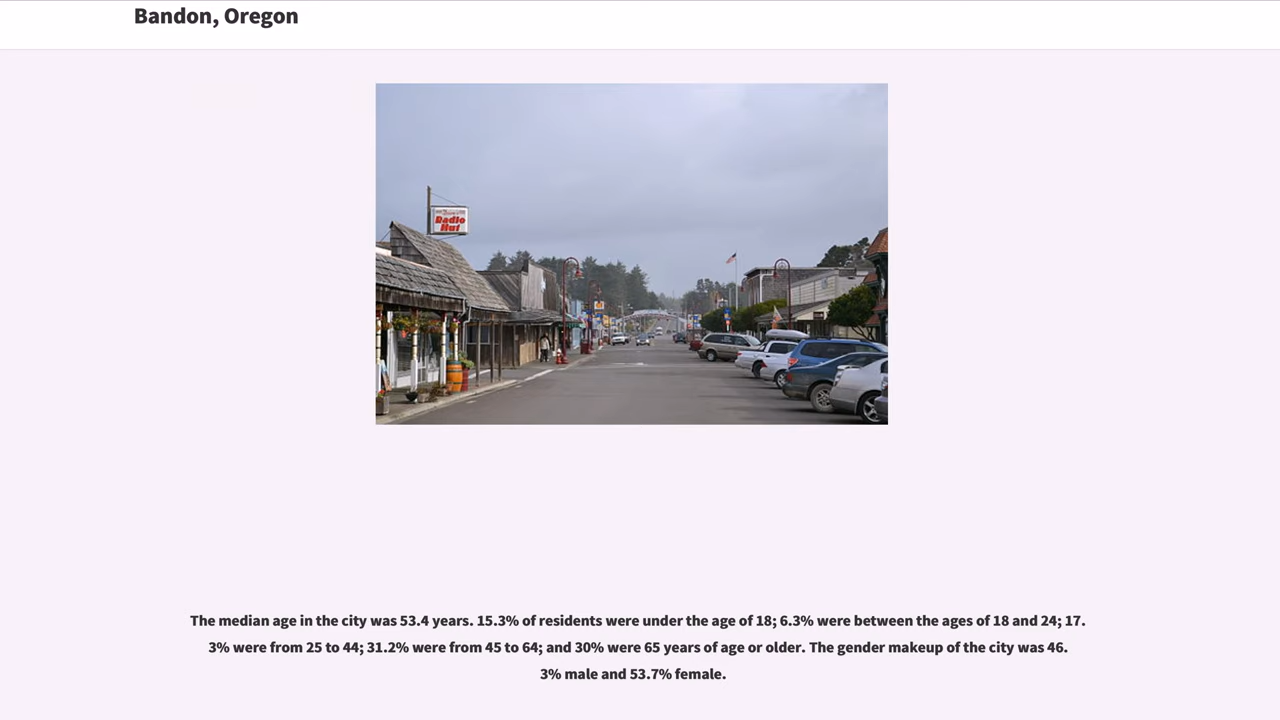 Bandon, Oregon
Radio
Hut
The median age in the city was 53.4 years. 15.3% of residents were under the age of 18; 6.3% were between the ages of 18 and 24; 17.
3% were from 25 to 44; 31.2% were from 45 to 64; and 30% were 65 years of age or older. The gender makeup of the city was 46.
3% male and 53.7% female.